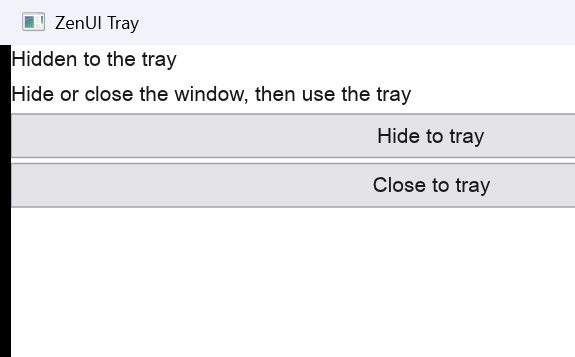 ZenUI Tray
Hidden to the tray
Hide or close the window, then use the tray
Hide to tray
Close to tray